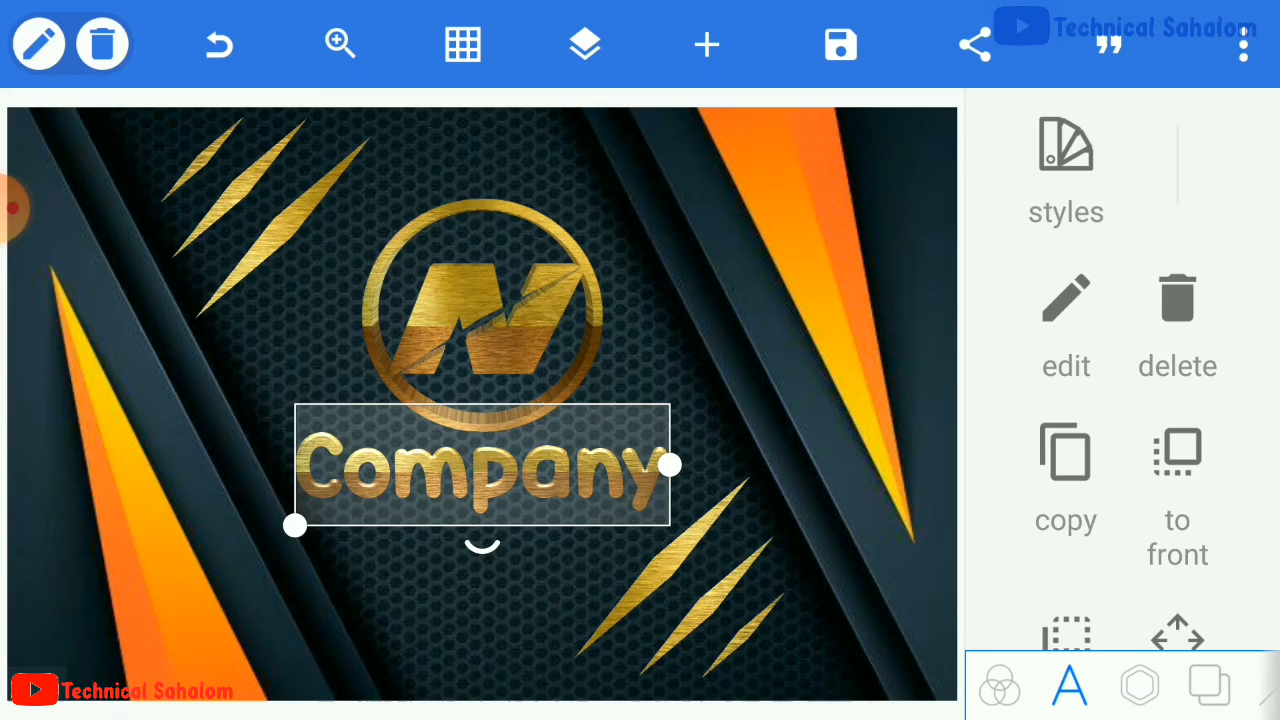 Technical Sahalom
styles
edit
delete
N
Company
copy
to
front
Technical Sahalom